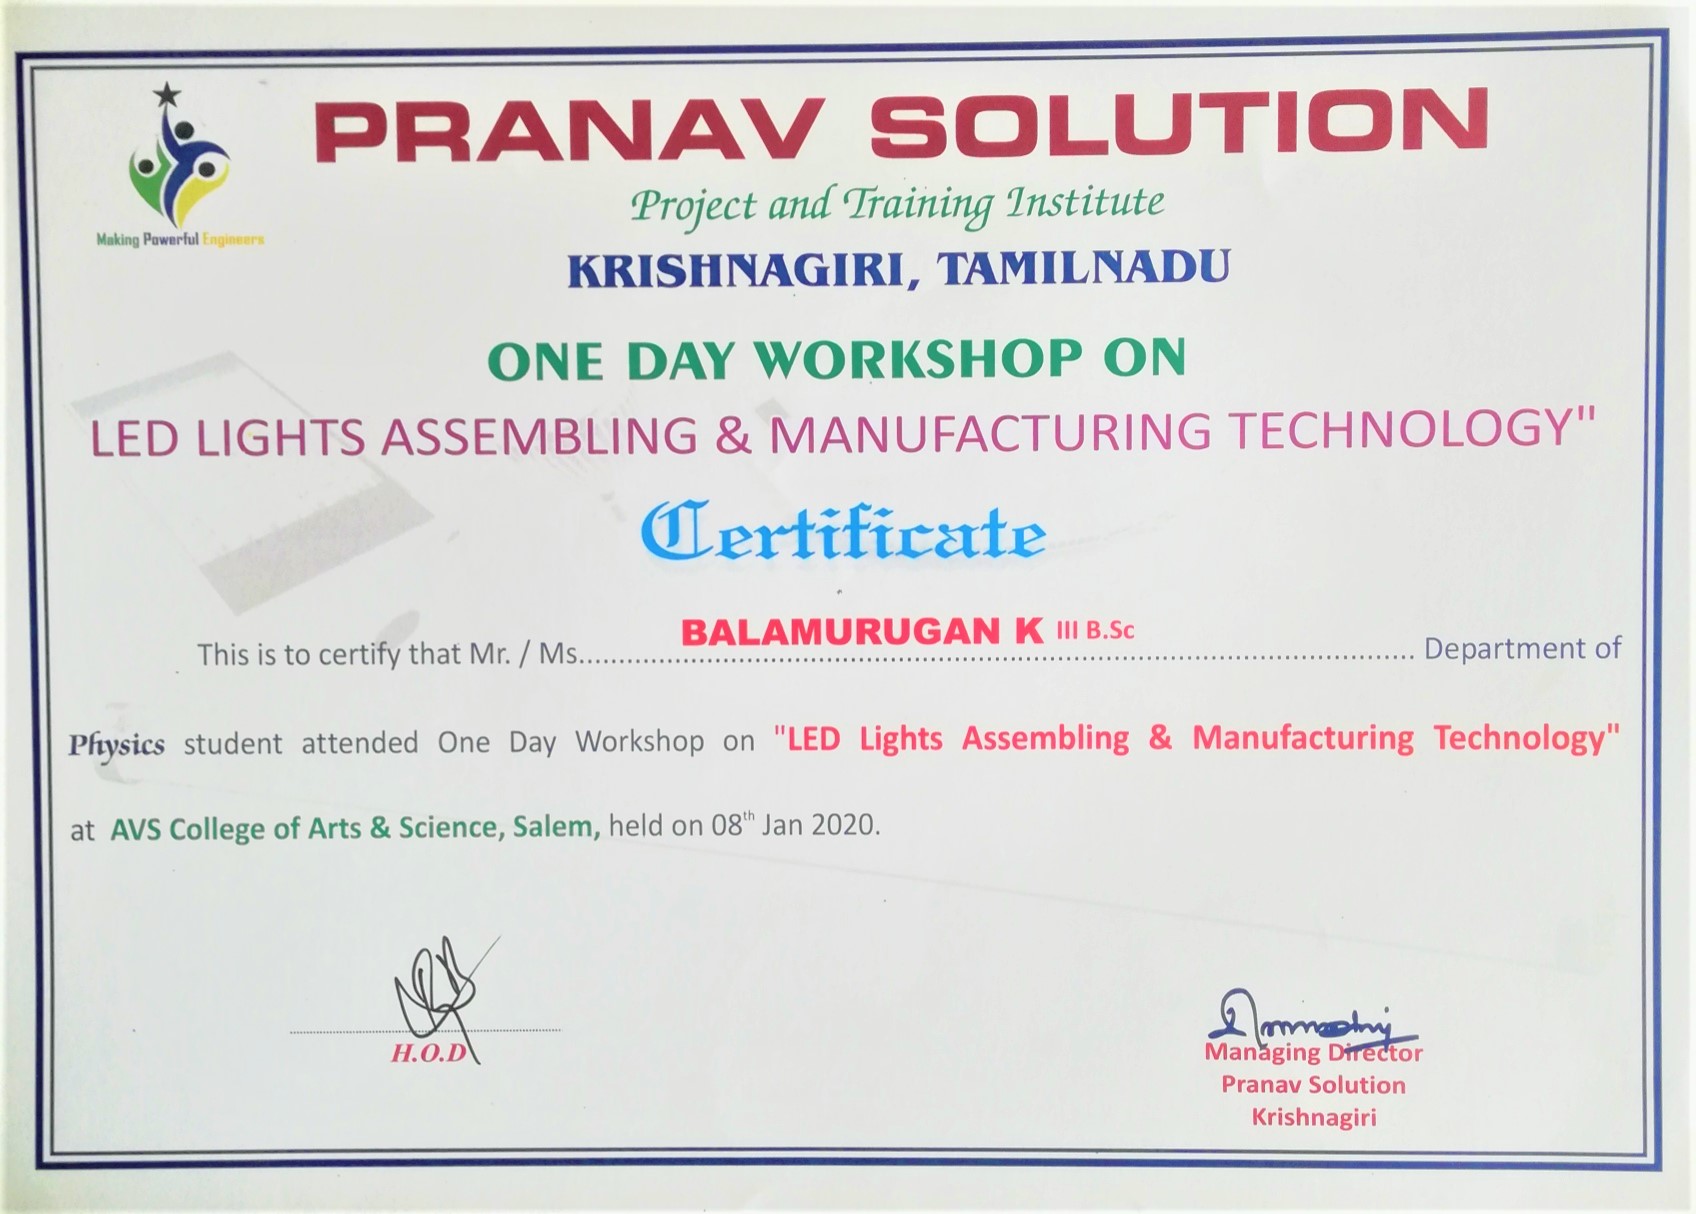 PRANAV SOLUTION
Making Powerful Engineers
Project and Training Institute
KRISHNAGIRI, TAMILNADU
ONE DAY WORKSHOP ON
LED LIGHTS ASSEMBLING & MANUFACTURING TECHNOLOGY"
Certificate
This is to certify that Mr. / Ms.....BALAMURUGAN K III B.Sc..... Department of
Physics student attended One Day Workshop on "LED Lights Assembling & Manufacturing Technology"
at AVS College of Arts & Science, Salem, held on 08th Jan 2020.
H.O.D
Managing Director
Pranav Solution
Krishnagiri